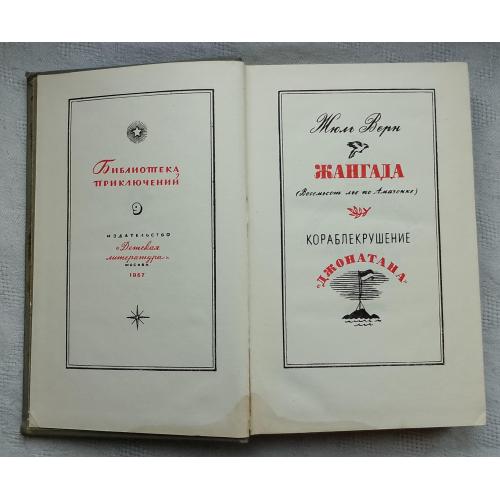 Библиотека
приключений
9
ИЗДАТЕЛЬСТВО
«Детская
литература»
МОСКВА
1967
Жюль Верн
ЖАНГАДА
(Восемьсот лье по Амазонке)
КОРАБЛЕКРУШЕНИЕ
"ДЖОНАТАНА"